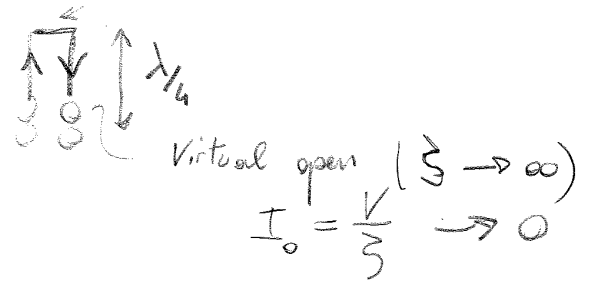 λ/4
Virtual open (ξ → ∞)
I₀ = V/ξ → 0